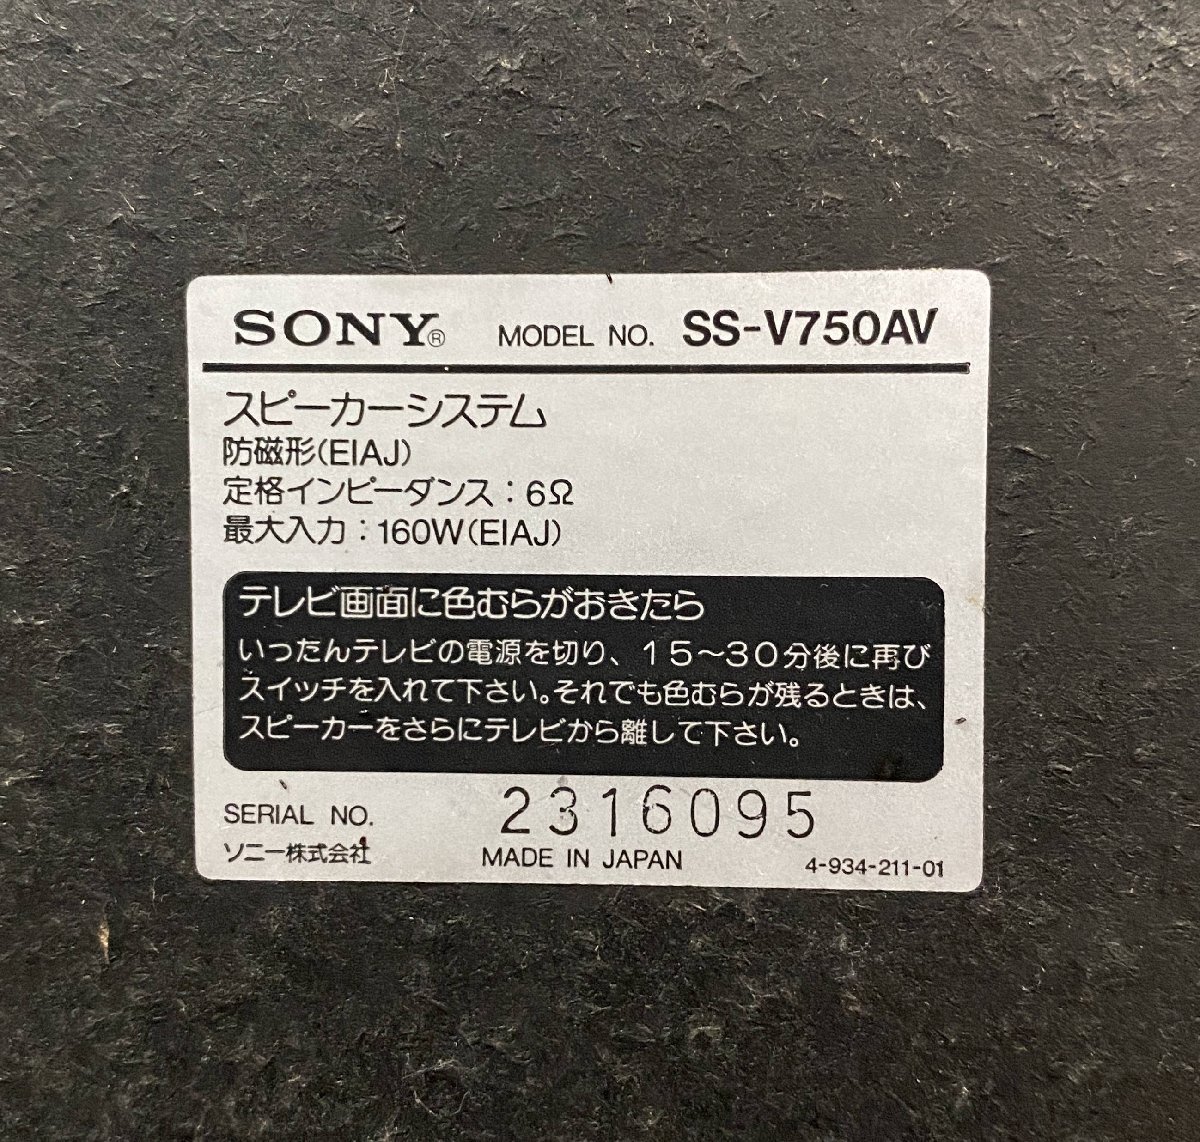 SONY® MODEL NO. SS-V750AV
スピーカーシステム
防磁形(EIAJ)
定格インピーダンス：6Ω
最大入力：160W(EIAJ)
テレビ画面に色むらがおきたら
いったんテレビの電源を切り、15～30分後に再び
スイッチを入れて下さい。それでも色むらが残るときは、
スピーカーをさらにテレビから離して下さい。
SERIAL NO. 2316095
ソニー株式会社 MADE IN JAPAN 4-934-211-01